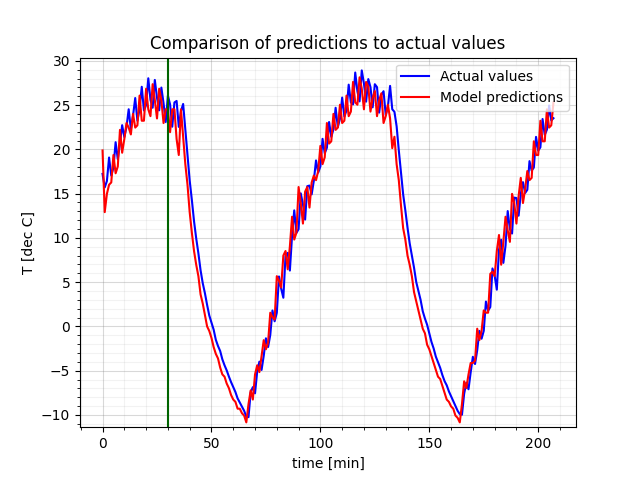 Comparison of predictions to actual values
Actual values
Model predictions
T [dec C]
30
25
20
15
10
5
0
−5
−10
0
50
100
150
200
time [min]